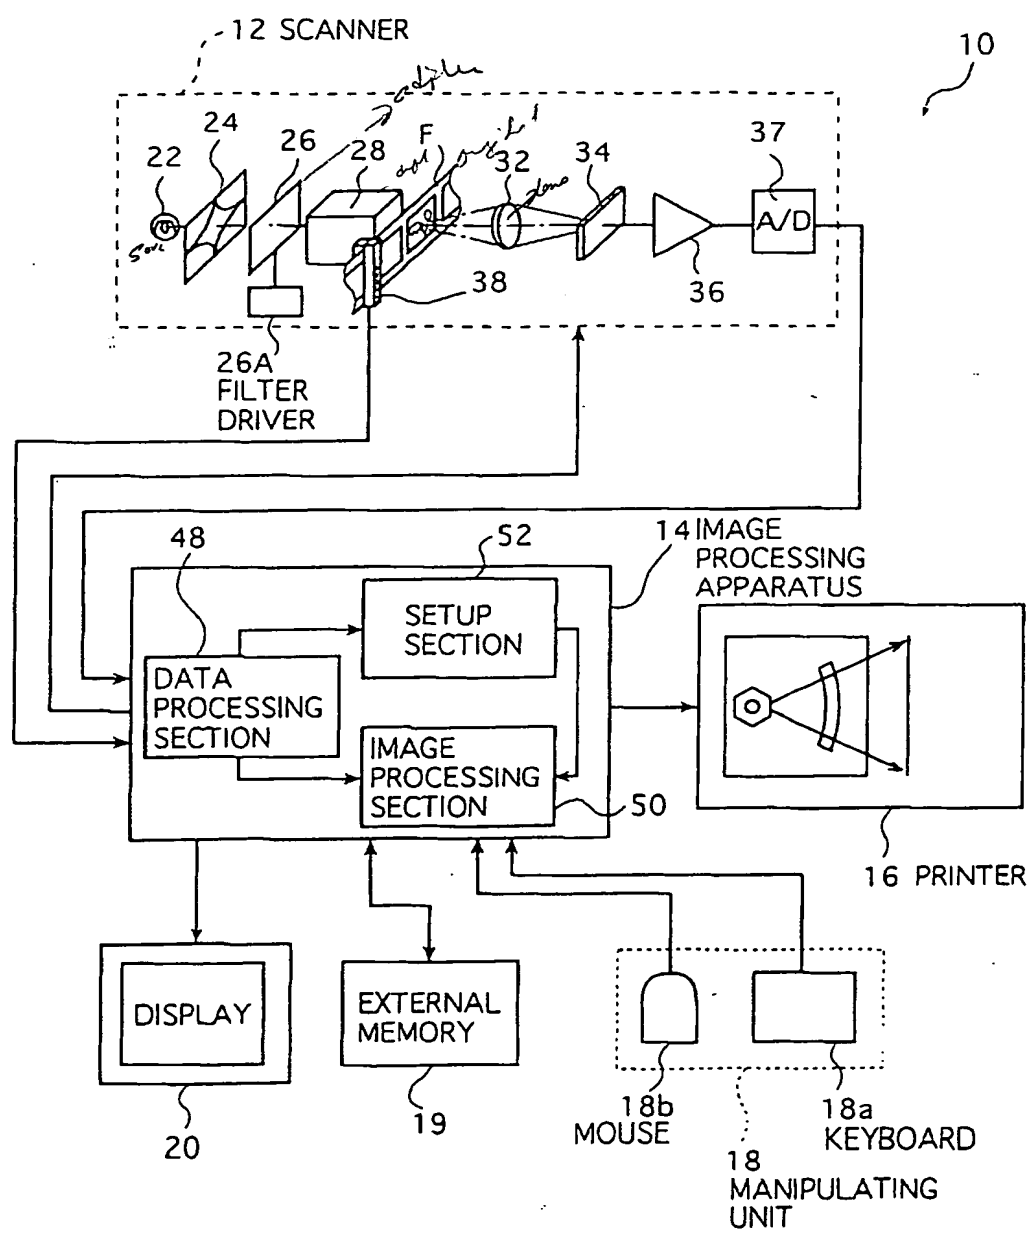 12 SCANNER
10
24
26
28
F
22
32
34
37
A/D
36
38
26A
FILTER
DRIVER
48
52
14 IMAGE
PROCESSING
APPARATUS
SETUP
SECTION
DATA
PROCESSING
SECTION
IMAGE
PROCESSING
SECTION
50
16 PRINTER
DISPLAY
EXTERNAL
MEMORY
20
19
18b
MOUSE
18a
KEYBOARD
18
MANIPULATING
UNIT